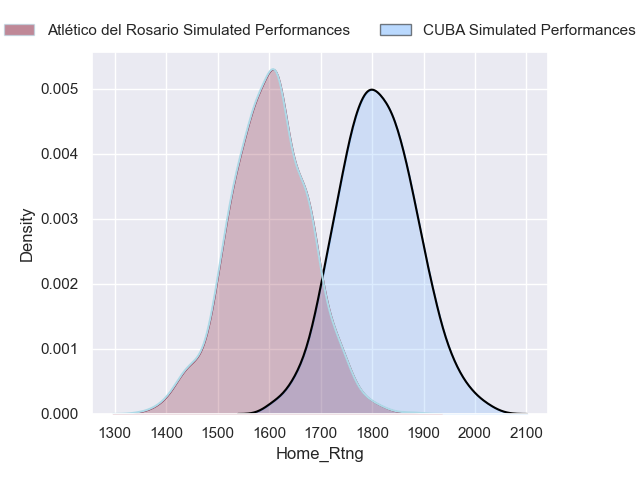 Atlético del Rosario Simulated Performances
CUBA Simulated Performances
0.005
0.004
0.003
0.002
0.001
0.000
Density
1300 1400 1500 1600 1700 1800 1900 2000 2100
Home_Rtng